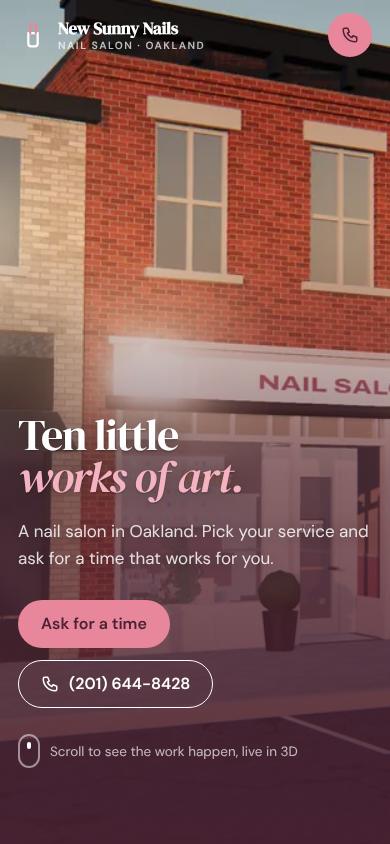 New Sunny Nails
NAIL SALON · OAKLAND
NAIL SAL
Ten little
works of art.
A nail salon in Oakland. Pick your service and
ask for a time that works for you.
Ask for a time
(201) 644-8428
Scroll to see the work happen, live in 3D